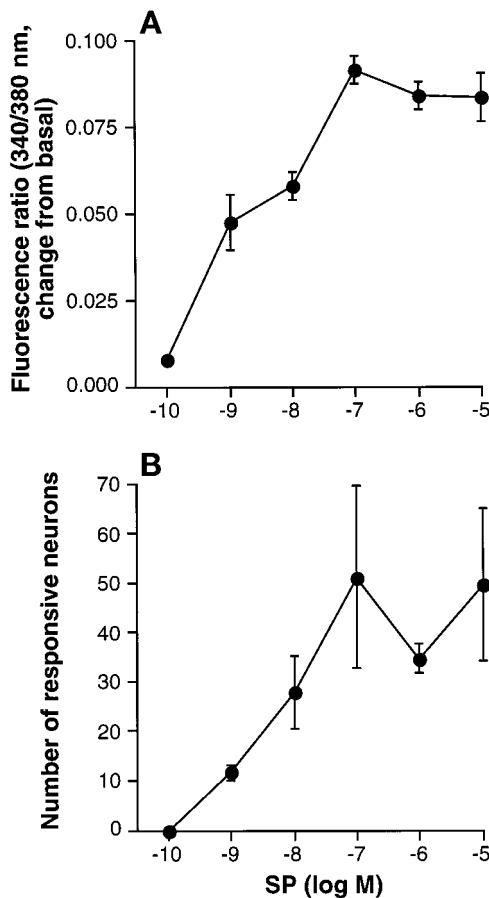 A
Fluorescence ratio (340/380 nm,
change from basal)
0.100
0.075
0.050
0.025
0.000
-10 -9 -8 -7 -6 -5
B
Number of responsive neurons
70
60
50
40
30
20
10
0
-10 -9 -8 -7 -6 -5
SP (log M)